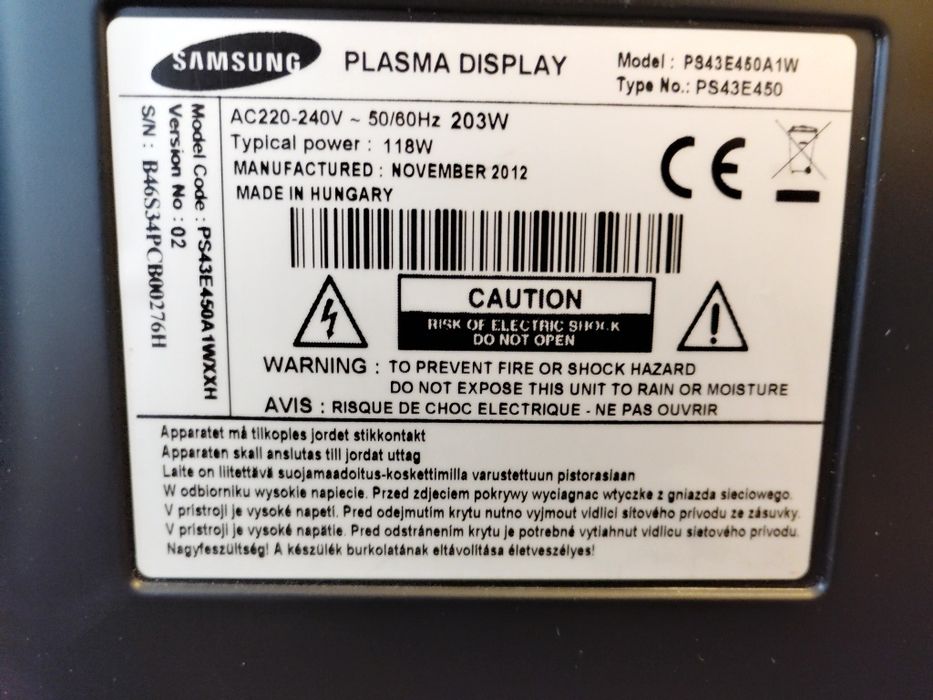 SAMSUNG PLASMA DISPLAY
Model : PS43E450A1W
Type No.: PS43E450
Model Code : PS43E450A1WXXH
Version No : 02
S/N : B46S34PCB00276H
AC220-240V ~ 50/60Hz 203W
Typical power : 118W
MANUFACTURED : NOVEMBER 2012
MADE IN HUNGARY
CE
CAUTION
RISK OF ELECTRIC SHOCK
DO NOT OPEN
WARNING : TO PREVENT FIRE OR SHOCK HAZARD
DO NOT EXPOSE THIS UNIT TO RAIN OR MOISTURE
AVIS : RISQUE DE CHOC ELECTRIQUE - NE PAS OUVRIR
Apparatet må tilkoples jordet stikkontakt
Apparaten skall anslutas till jordat uttag
Laite on liitettävä suojamaadoitus-koskettimilla varustettuun pistorasiaan
W odbiorniku wysokie napiecie. Przed zdjeciem pokrywy wyciagnac wtyczke z gniazda sieciowego.
V prístroji je vysoké napetí. Pred odejmutím krytu nutno vyjmout vidlici sítového prívodu ze zásuvky.
V prístroji je vysoké napätie. Pred odstránením krytu je potrebné vytiahnut vidlicu sietového prívodu.
Nagyfeszültség! A készülék burkolatának eltávolítása életveszélyes!